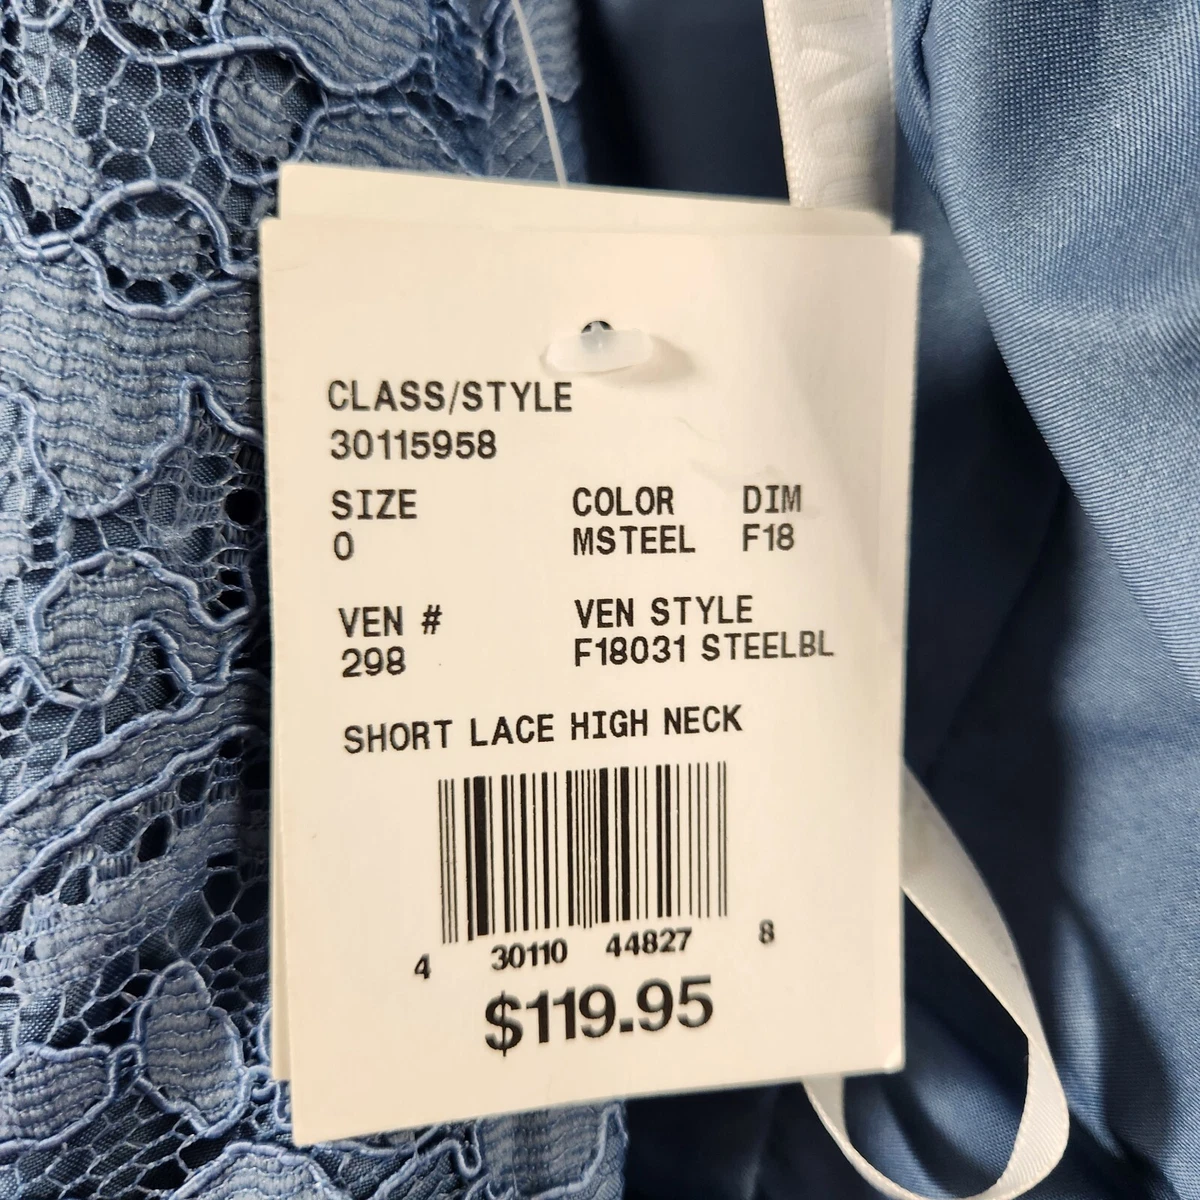 CLASS/STYLE
30115958
SIZE COLOR DIM
0 MSTEEL F18
VEN # VEN STYLE
298 F18031 STEELBL
SHORT LACE HIGH NECK
4 30110 44827 8
$119.95